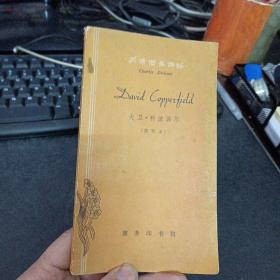 英语简易读物
Charles Dickens
David Copperfield
大卫·科波菲尔
(简写本)
商务印书馆